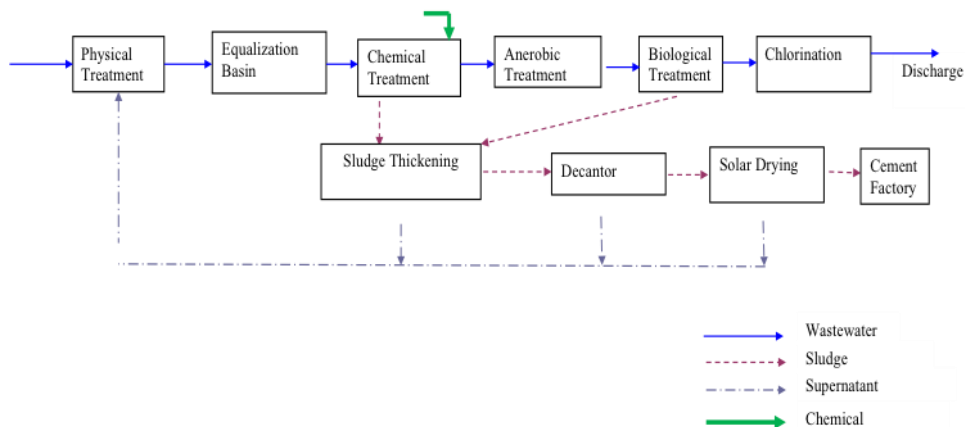 Physical
Treatment
Equalization
Basin
Chemical
Treatment
Anerobic
Treatment
Biological
Treatment
Chlorination
Discharge
Sludge Thickening
Decantor
Solar Drying
Cement
Factory
Wastewater
Sludge
Supernatant
Chemical